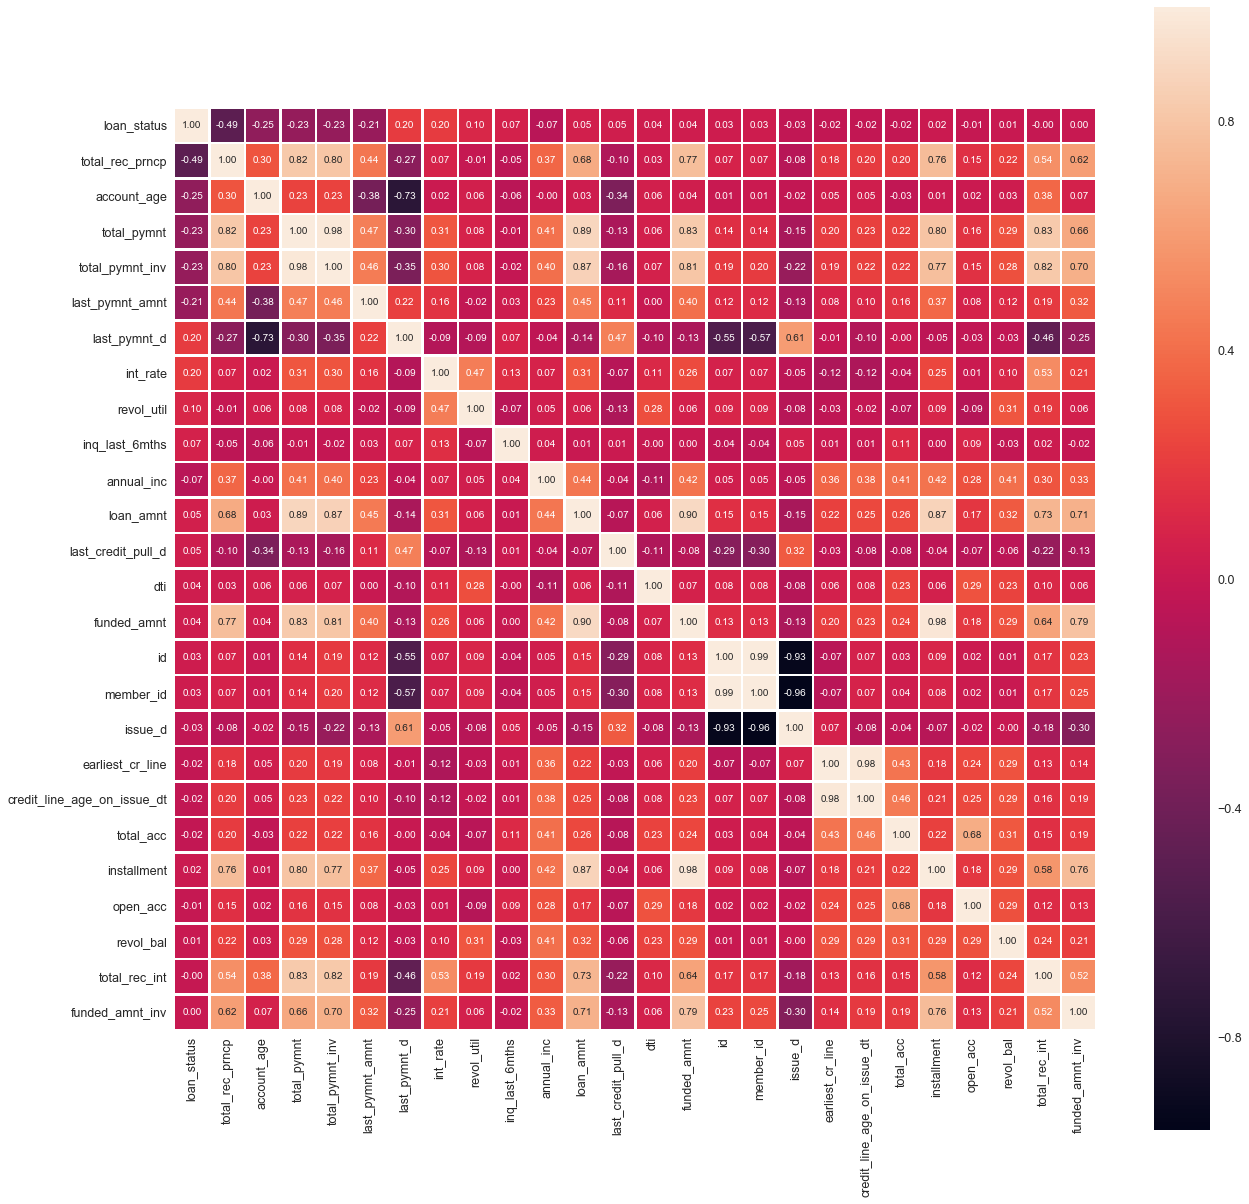 loan_status 1.00 -0.49 -0.25 -0.23 -0.23 -0.21 0.20 0.20 0.10 0.07 -0.07 0.05 0.05 0.04 0.04 0.03 0.03 -0.03 -0.02 -0.02 -0.02 0.02 -0.01 0.01 -0.00 0.00
0.8
total_rec_prncp -0.49 1.00 0.30 0.82 0.80 0.44 -0.27 0.07 -0.01 -0.05 0.37 0.68 -0.10 0.03 0.77 0.07 0.07 -0.08 0.18 0.20 0.20 0.76 0.15 0.22 0.54 0.62
account_age -0.25 0.30 1.00 0.23 0.23 -0.38 -0.73 0.02 0.06 -0.06 -0.00 0.03 -0.34 0.06 0.04 0.01 0.01 -0.02 0.05 0.05 -0.03 0.01 0.02 0.03 0.38 0.07
total_pymnt -0.23 0.82 0.23 1.00 0.98 0.47 -0.30 0.31 0.08 -0.01 0.41 0.89 -0.13 0.06 0.83 0.14 0.14 -0.15 0.20 0.23 0.22 0.80 0.16 0.29 0.83 0.66
total_pymnt_inv -0.23 0.80 0.23 0.98 1.00 0.46 -0.35 0.30 0.08 -0.02 0.40 0.87 -0.16 0.07 0.81 0.19 0.20 -0.22 0.19 0.22 0.22 0.77 0.15 0.28 0.82 0.70
last_pymnt_amnt -0.21 0.44 -0.38 0.47 0.46 1.00 0.22 0.16 -0.02 0.03 0.23 0.45 0.11 0.00 0.40 0.12 0.12 -0.13 0.08 0.10 0.16 0.37 0.08 0.12 0.19 0.32
last_pymnt_d 0.20 -0.27 -0.73 -0.30 -0.35 0.22 1.00 -0.09 -0.09 0.07 -0.04 -0.14 0.47 -0.10 -0.13 -0.55 -0.57 0.61 -0.01 -0.10 -0.00 -0.05 -0.03 -0.03 -0.46 -0.25
0.4
int_rate 0.20 0.07 0.02 0.31 0.30 0.16 -0.09 1.00 0.47 0.13 0.07 0.31 -0.07 0.11 0.26 0.07 0.07 -0.05 -0.12 -0.12 -0.04 0.25 0.01 0.10 0.53 0.21
revol_util 0.10 -0.01 0.06 0.08 0.08 -0.02 -0.09 0.47 1.00 -0.07 0.05 0.06 -0.13 0.28 0.06 0.09 0.09 -0.08 -0.03 -0.02 -0.07 0.09 -0.09 0.31 0.19 0.06
inq_last_6mths 0.07 -0.05 -0.06 -0.01 -0.02 0.03 0.07 0.13 -0.07 1.00 0.04 0.01 0.01 -0.00 0.00 -0.04 -0.04 0.05 0.01 0.01 0.11 0.00 0.09 -0.03 0.02 -0.02
annual_inc -0.07 0.37 -0.00 0.41 0.40 0.23 -0.04 0.07 0.05 0.04 1.00 0.44 -0.04 -0.11 0.42 0.05 0.05 -0.05 0.36 0.38 0.41 0.42 0.28 0.41 0.30 0.33
loan_amnt 0.05 0.68 0.03 0.89 0.87 0.45 -0.14 0.31 0.06 0.01 0.44 1.00 -0.07 0.06 0.90 0.15 0.15 -0.15 0.22 0.25 0.26 0.87 0.17 0.32 0.73 0.71
last_credit_pull_d 0.05 -0.10 -0.34 -0.13 -0.16 0.11 0.47 -0.07 -0.13 0.01 -0.04 -0.07 1.00 -0.11 -0.08 -0.29 -0.30 0.32 -0.03 -0.08 -0.08 -0.04 -0.07 -0.06 -0.22 -0.13
0.0
dti 0.04 0.03 0.06 0.06 0.07 0.00 -0.10 0.11 0.28 -0.00 -0.11 0.06 -0.11 1.00 0.07 0.08 0.08 -0.08 0.06 0.08 0.23 0.06 0.29 0.23 0.10 0.06
funded_amnt 0.04 0.77 0.04 0.83 0.81 0.40 -0.13 0.26 0.06 0.00 0.42 0.90 -0.08 0.07 1.00 0.13 0.13 -0.13 0.20 0.23 0.24 0.98 0.18 0.29 0.64 0.79
id 0.03 0.07 0.01 0.14 0.19 0.12 -0.55 0.07 0.09 -0.04 0.05 0.15 -0.29 0.08 0.13 1.00 0.99 -0.93 -0.07 0.07 0.03 0.09 0.02 0.01 0.17 0.23
member_id 0.03 0.07 0.01 0.14 0.20 0.12 -0.57 0.07 0.09 -0.04 0.05 0.15 -0.30 0.08 0.13 0.99 1.00 -0.96 -0.07 0.07 0.04 0.08 0.02 0.01 0.17 0.25
issue_d -0.03 -0.08 -0.02 -0.15 -0.22 -0.13 0.61 -0.05 -0.08 0.05 -0.05 -0.15 0.32 -0.08 -0.13 -0.93 -0.96 1.00 0.07 -0.08 -0.04 -0.07 -0.02 -0.00 -0.18 -0.30
earliest_cr_line -0.02 0.18 0.05 0.20 0.19 0.08 -0.01 -0.12 -0.03 0.01 0.36 0.22 -0.03 0.06 0.20 -0.07 -0.07 0.07 1.00 0.98 0.43 0.18 0.24 0.29 0.13 0.14
credit_line_age_on_issue_dt -0.02 0.20 0.05 0.23 0.22 0.10 -0.10 -0.12 -0.02 0.01 0.38 0.25 -0.08 0.08 0.23 0.07 0.07 -0.08 0.98 1.00 0.46 0.21 0.25 0.29 0.16 0.19
−0.4
total_acc -0.02 0.20 -0.03 0.22 0.22 0.16 -0.00 -0.04 -0.07 0.11 0.41 0.26 -0.08 0.23 0.24 0.03 0.04 -0.04 0.43 0.46 1.00 0.22 0.68 0.31 0.15 0.19
installment 0.02 0.76 0.01 0.80 0.77 0.37 -0.05 0.25 0.09 0.00 0.42 0.87 -0.04 0.06 0.98 0.09 0.08 -0.07 0.18 0.21 0.22 1.00 0.18 0.29 0.58 0.76
open_acc -0.01 0.15 0.02 0.16 0.15 0.08 -0.03 0.01 -0.09 0.09 0.28 0.17 -0.07 0.29 0.18 0.02 0.02 -0.02 0.24 0.25 0.68 0.18 1.00 0.29 0.12 0.13
revol_bal 0.01 0.22 0.03 0.29 0.28 0.12 -0.03 0.10 0.31 -0.03 0.41 0.32 -0.06 0.23 0.29 0.01 0.01 -0.00 0.29 0.29 0.31 0.29 0.29 1.00 0.24 0.21
total_rec_int -0.00 0.54 0.38 0.83 0.82 0.19 -0.46 0.53 0.19 0.02 0.30 0.73 -0.22 0.10 0.64 0.17 0.17 -0.18 0.13 0.16 0.15 0.58 0.12 0.24 1.00 0.52
funded_amnt_inv 0.00 0.62 0.07 0.66 0.70 0.32 -0.25 0.21 0.06 -0.02 0.33 0.71 -0.13 0.06 0.79 0.23 0.25 -0.30 0.14 0.19 0.19 0.76 0.13 0.21 0.52 1.00
−0.8
loan_status
total_rec_prncp
account_age
total_pymnt
total_pymnt_inv
last_pymnt_amnt
last_pymnt_d
int_rate
revol_util
inq_last_6mths
annual_inc
loan_amnt
last_credit_pull_d
dti
funded_amnt
id
member_id
issue_d
earliest_cr_line
credit_line_age_on_issue_dt
total_acc
installment
open_acc
revol_bal
total_rec_int
funded_amnt_inv